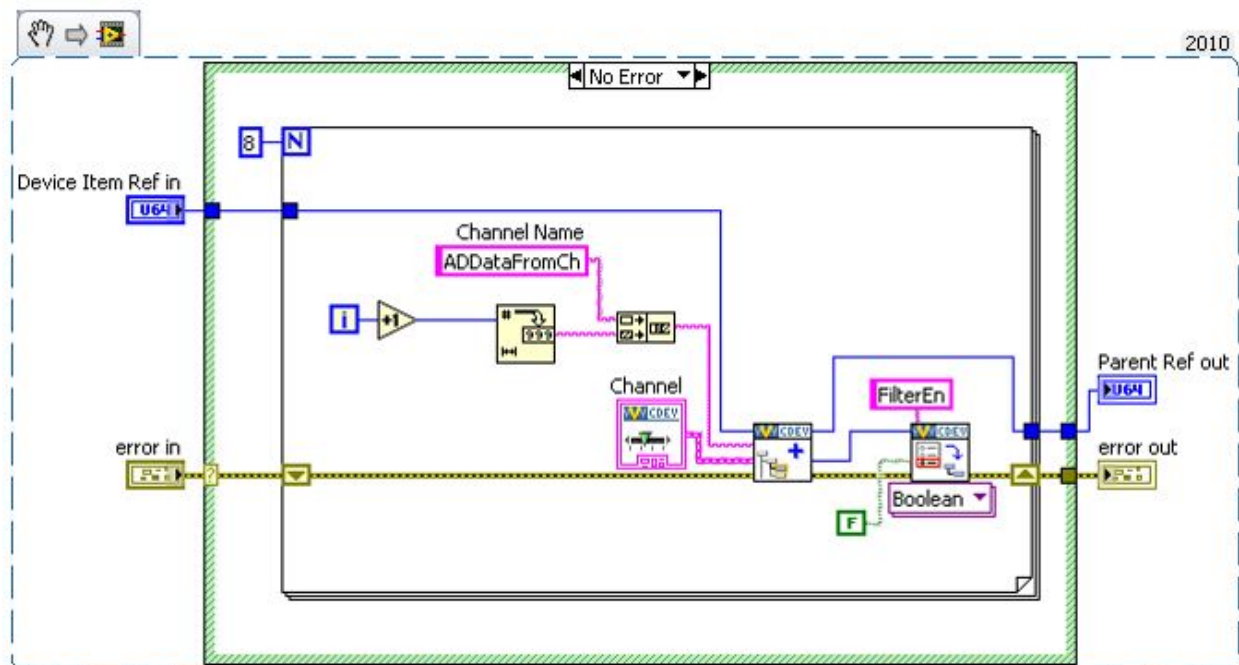 2010
No Error
8
N
Device Item Ref in
U64
Channel Name
ADDataFromCh
i
+1
#
999
Channel
CDEV
FilterEn
CDEV
CDEV
Parent Ref out
U64
error in
?
error out
Boolean
F